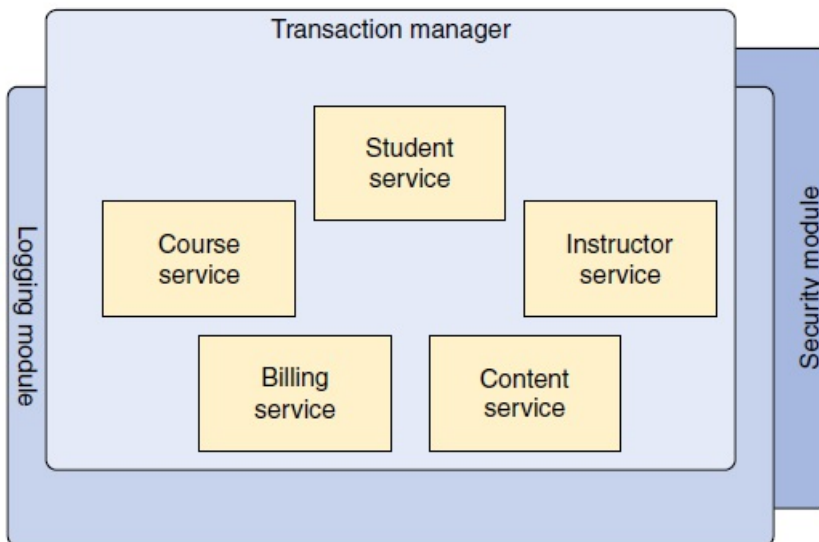 Transaction manager
Student
service
Course
service
Instructor
service
Billing
service
Content
service
Logging module
Security module